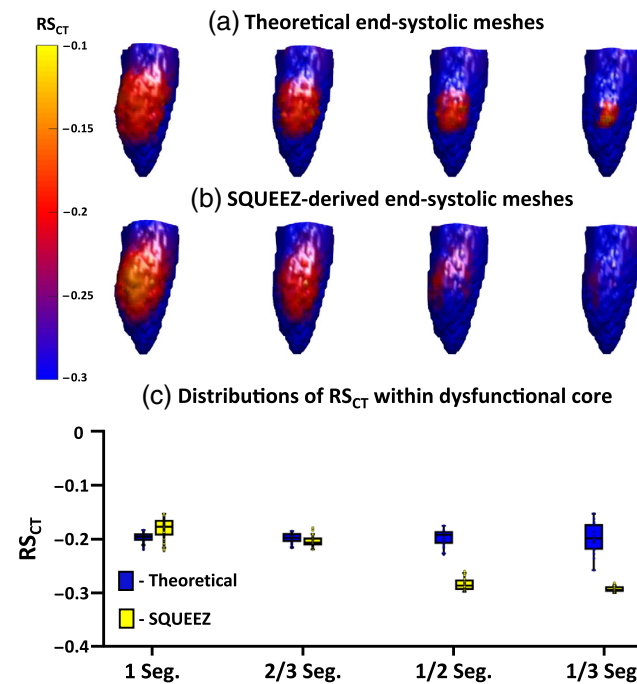 RS_CT
(a) Theoretical end-systolic meshes
−0.1
−0.15
−0.2
−0.25
−0.3
(b) SQUEEZ-derived end-systolic meshes
(c) Distributions of RS_CT within dysfunctional core
RS_CT
0
−0.1
−0.2
−0.3
−0.4
- Theoretical
- SQUEEZ
1 Seg. 2/3 Seg. 1/2 Seg. 1/3 Seg.